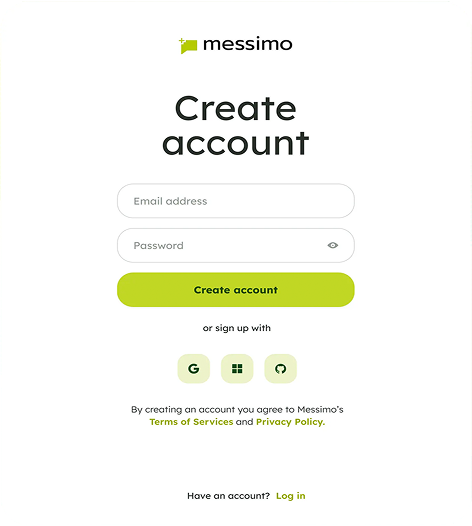 messimo
Create
account
Email address
Password
Create account
or sign up with
By creating an account you agree to Messimo’s
Terms of Services and Privacy Policy.
Have an account? Log in